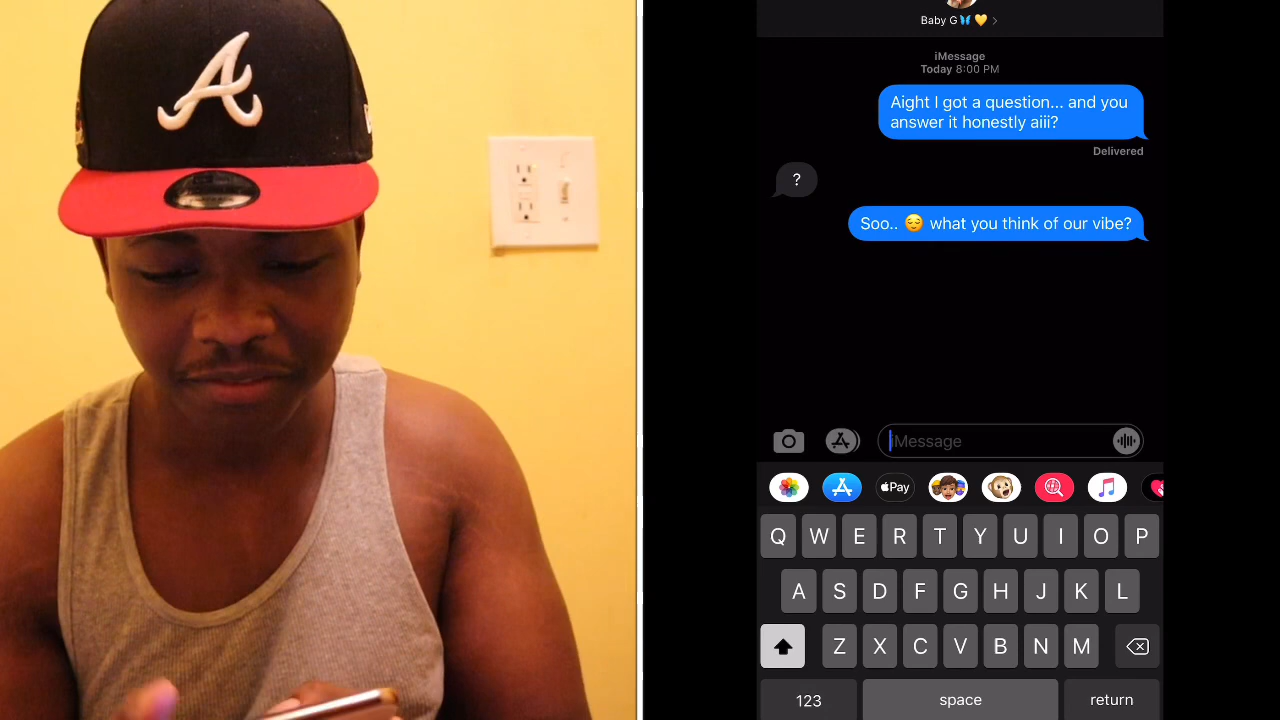 A
Baby G🦋 💛 >
iMessage
Today 8:00 PM
Aight I got a question... and you
answer it honestly aiii?
Delivered
?
Soo.. 😌 what you think of our vibe?
iMessage
Pay
Q W E R T Y U I O P
A S D F G H J K L
Z X C V B N M
123 space return